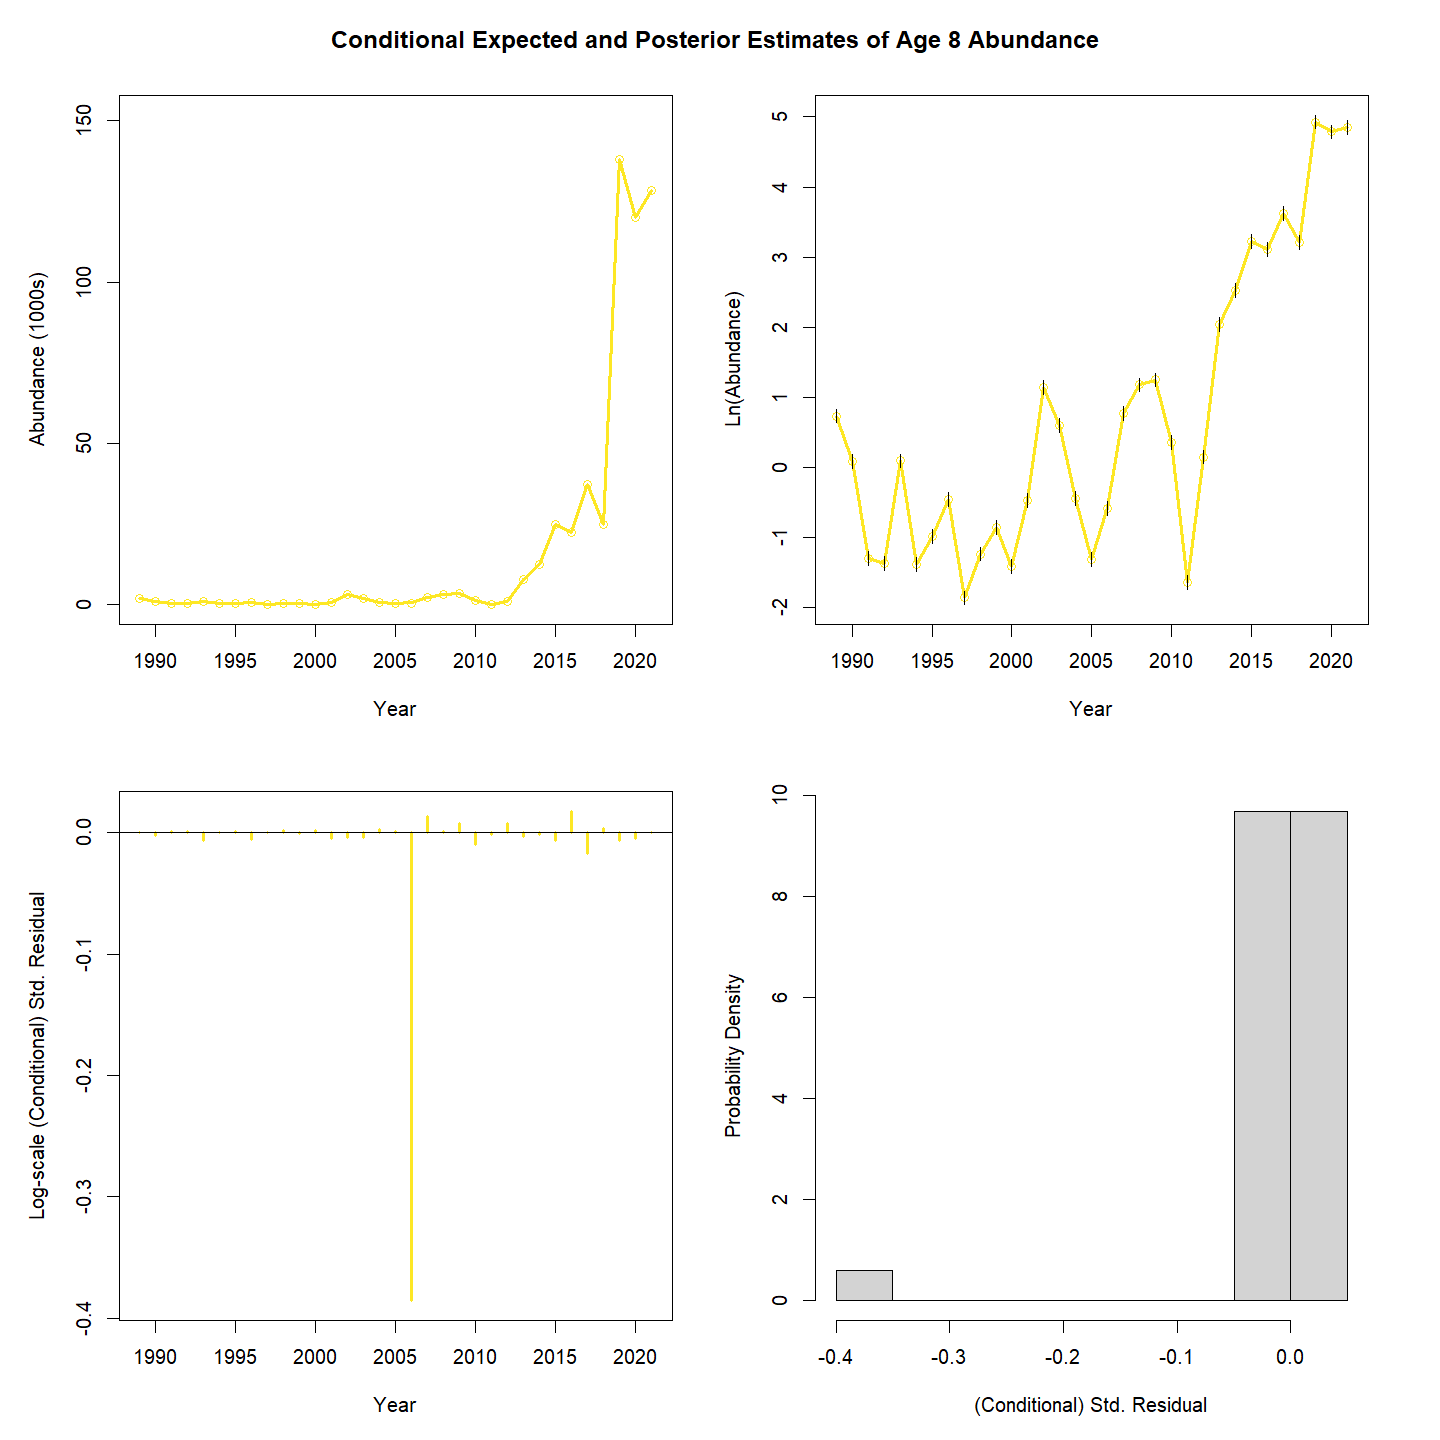 Conditional Expected and Posterior Estimates of Age 8 Abundance
Abundance (1000s)
150
100
50
0
1990 1995 2000 2005 2010 2015 2020
Year
Ln(Abundance)
5
4
3
2
1
0
-1
-2
1990 1995 2000 2005 2010 2015 2020
Year
Log-scale (Conditional) Std. Residual
0.0
-0.1
-0.2
-0.3
-0.4
1990 1995 2000 2005 2010 2015 2020
Year
Probability Density
10
8
6
4
2
0
-0.4 -0.3 -0.2 -0.1 0.0
(Conditional) Std. Residual